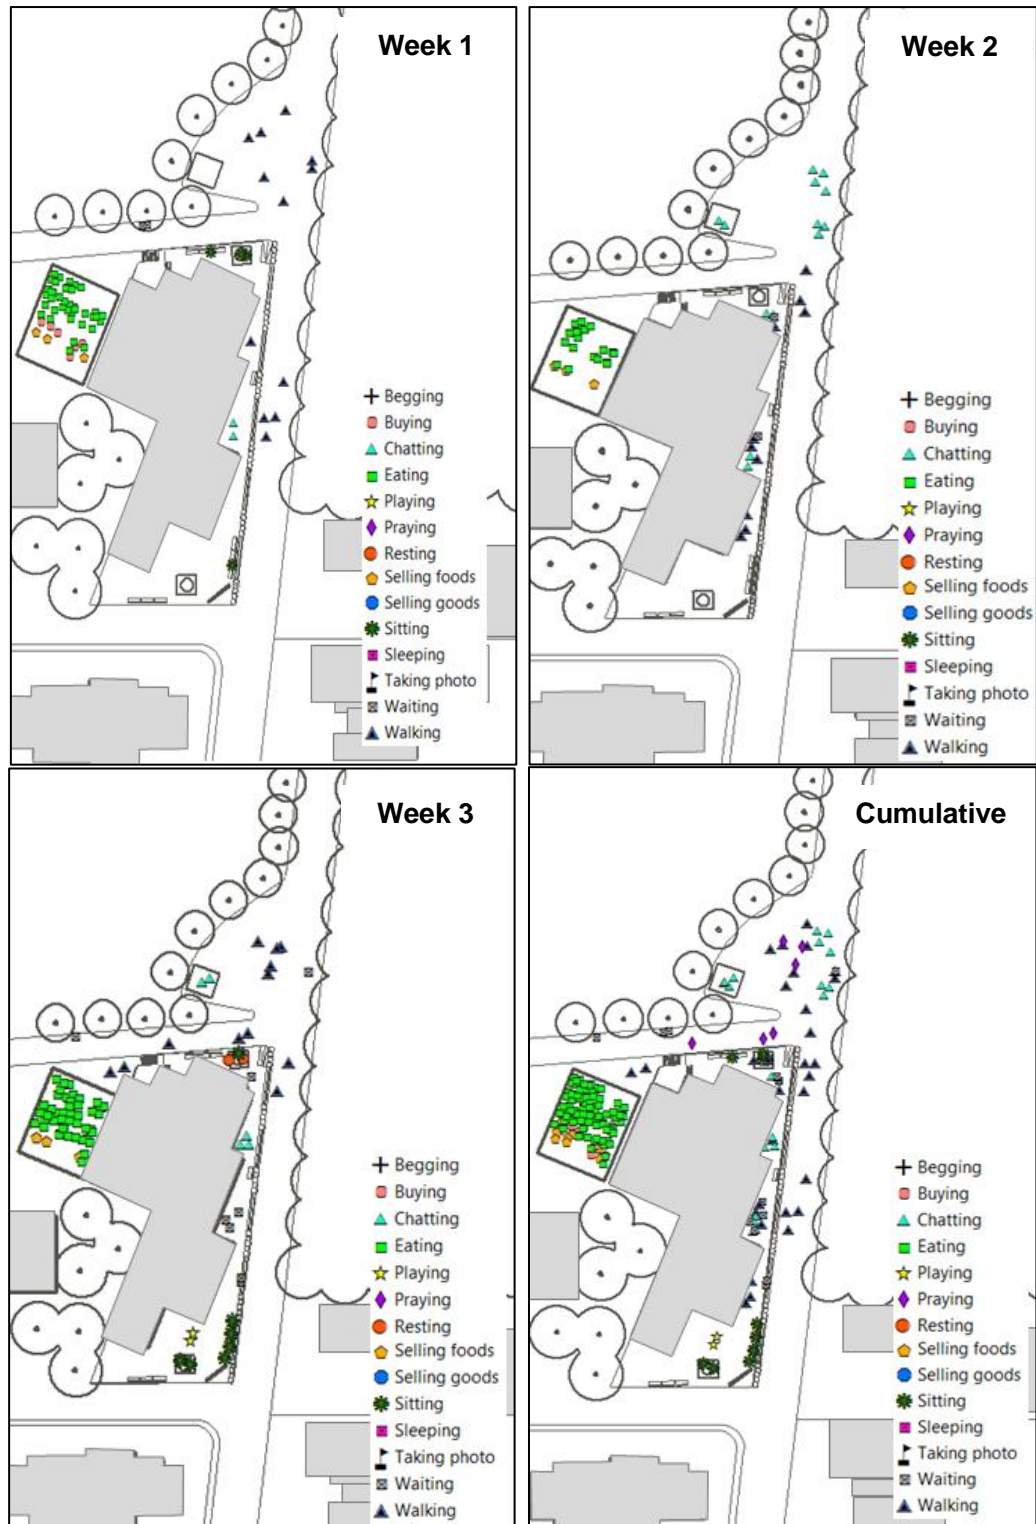 Week 1
Begging
Buying
Chatting
Eating
Playing
Praying
Resting
Selling foods
Selling goods
Sitting
Sleeping
Taking photo
Waiting
Walking
Week 2
Begging
Buying
Chatting
Eating
Playing
Praying
Resting
Selling foods
Selling goods
Sitting
Sleeping
Taking photo
Waiting
Walking
Week 3
Begging
Buying
Chatting
Eating
Playing
Praying
Resting
Selling foods
Selling goods
Sitting
Sleeping
Taking photo
Waiting
Walking
Cumulative
Begging
Buying
Chatting
Eating
Playing
Praying
Resting
Selling foods
Selling goods
Sitting
Sleeping
Taking photo
Waiting
Walking